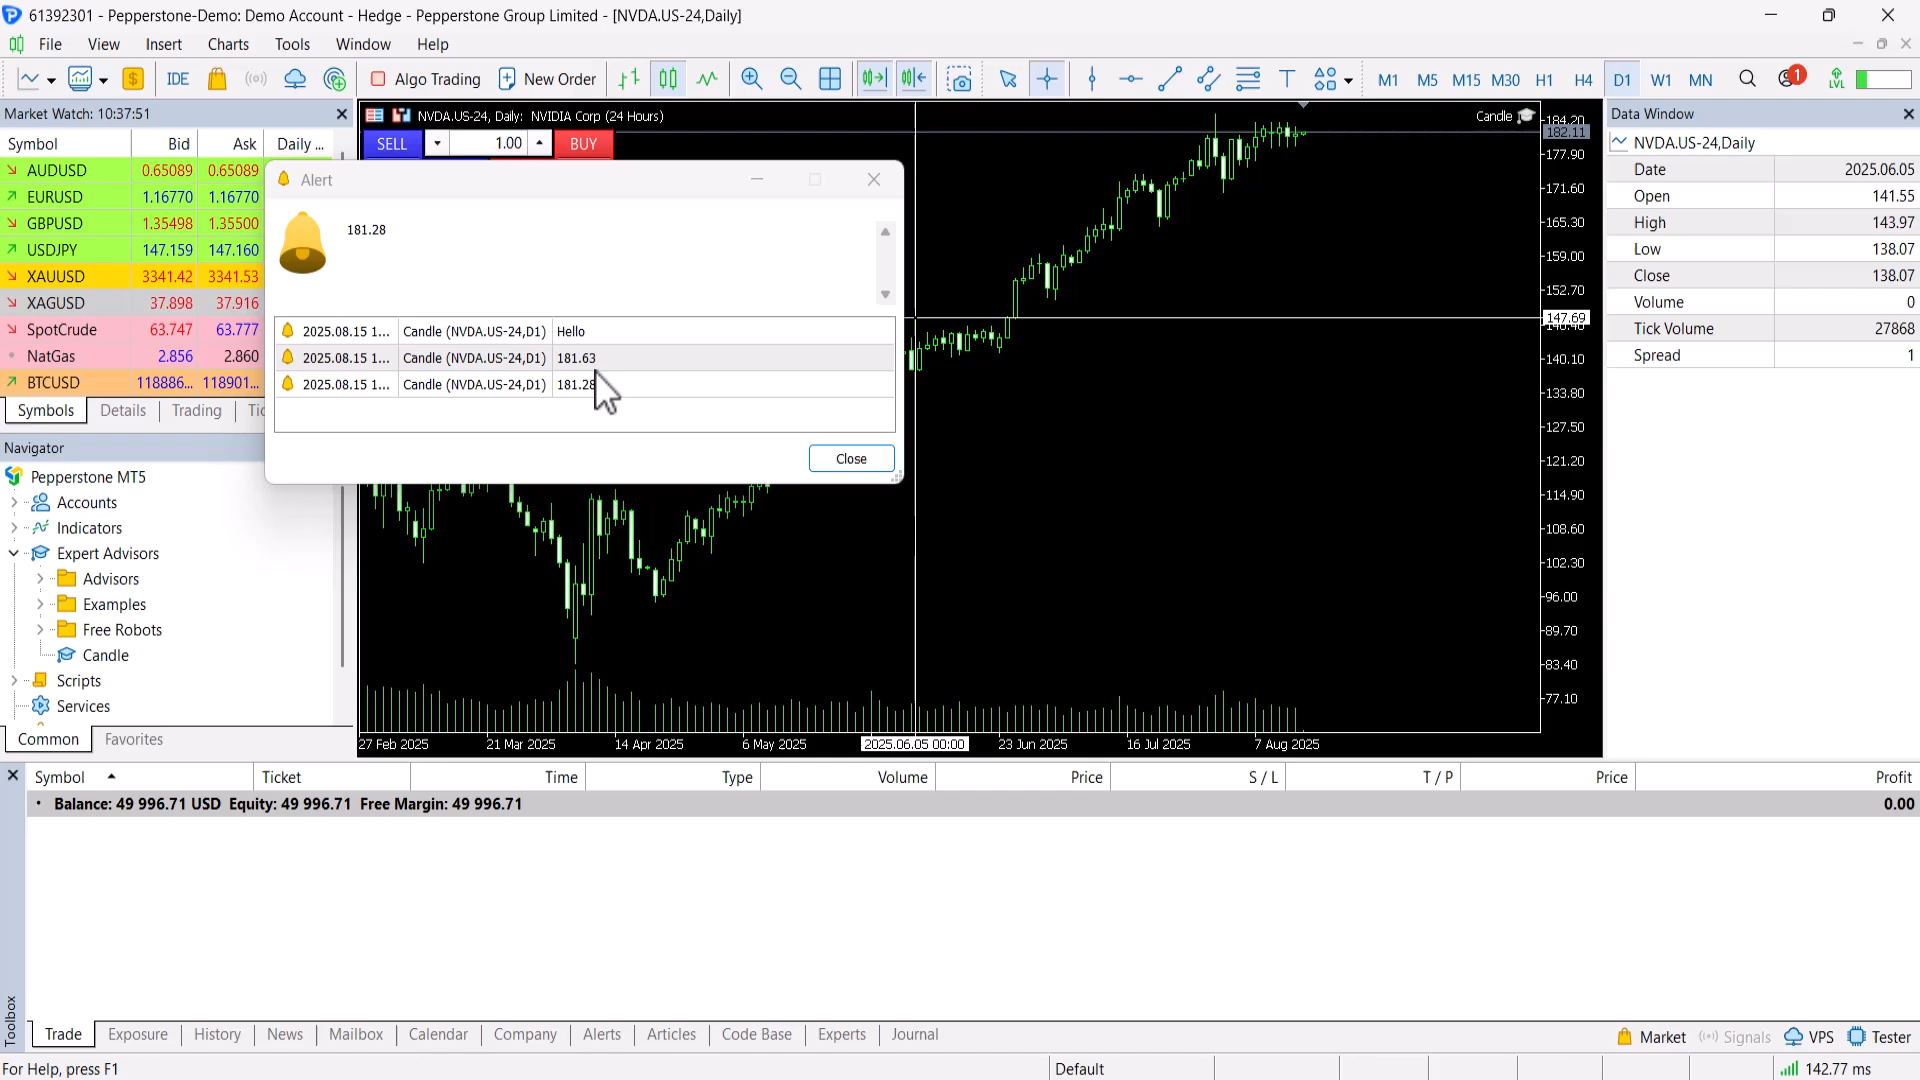 61392301 - Pepperstone-Demo: Demo Account - Hedge - Pepperstone Group Limited - [NVDA.US-24,Daily]
File View Insert Charts Tools Window Help
IDE Algo Trading New Order M1 M5 M15 M30 H1 H4 D1 W1 MN 1 LVL
Market Watch: 10:37:51
Symbol Bid Ask Daily ...
AUDUSD 0.65089 0.65089
EURUSD 1.16770 1.16770
GBPUSD 1.35498 1.35500
USDJPY 147.159 147.160
XAUUSD 3341.42 3341.53
XAGUSD 37.898 37.916
SpotCrude 63.747 63.777
NatGas 2.856 2.860
BTCUSD 118886... 118901...
Symbols Details Trading
Navigator
Pepperstone MT5
Accounts
Indicators
Expert Advisors
Advisors
Examples
Free Robots
Candle
Scripts
Services
Common Favorites
NVDA.US-24, Daily: NVIDIA Corp (24 Hours)
Candle
SELL 1.00 BUY
Alert
181.28
2025.08.15 1... Candle (NVDA.US-24,D1) Hello
2025.08.15 1... Candle (NVDA.US-24,D1) 181.63
2025.08.15 1... Candle (NVDA.US-24,D1) 181.28
Close
184.20
182.11
177.90
171.60
165.30
159.00
152.70
147.69
140.10
133.80
127.50
121.20
114.90
108.60
102.30
96.00
89.70
83.40
77.10
27 Feb 2025 21 Mar 2025 14 Apr 2025 6 May 2025 2025.06.05 00:00 23 Jun 2025 16 Jul 2025 7 Aug 2025
Data Window
NVDA.US-24,Daily
Date 2025.06.05
Open 141.55
High 143.97
Low 138.07
Close 138.07
Volume 0
Tick Volume 27868
Spread 1
Symbol Ticket Time Type Volume Price S / L T / P Price Profit
Balance: 49 996.71 USD Equity: 49 996.71 Free Margin: 49 996.71 0.00
Toolbox
Trade Exposure History News Mailbox Calendar Company Alerts Articles Code Base Experts Journal
Market Signals VPS Tester
For Help, press F1 Default 142.77 ms